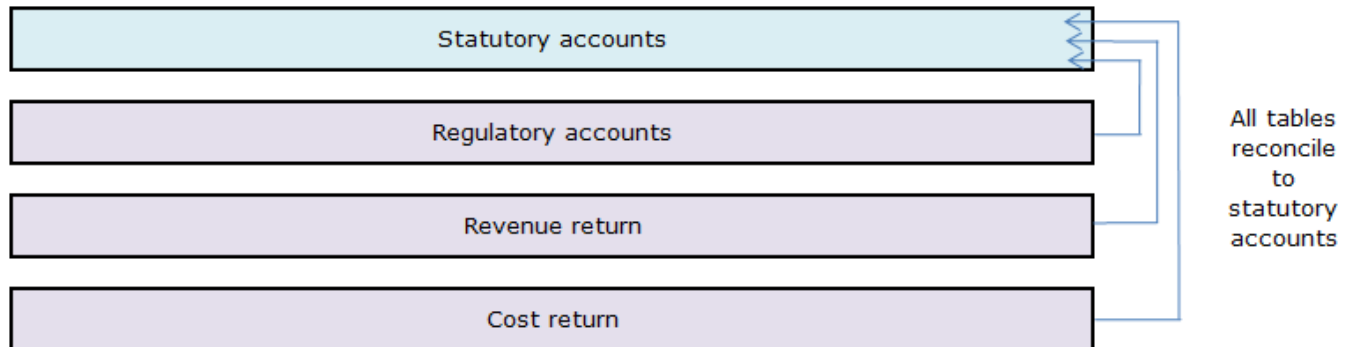 Statutory accounts
Regulatory accounts
Revenue return
Cost return
All tables
reconcile
to
statutory
accounts